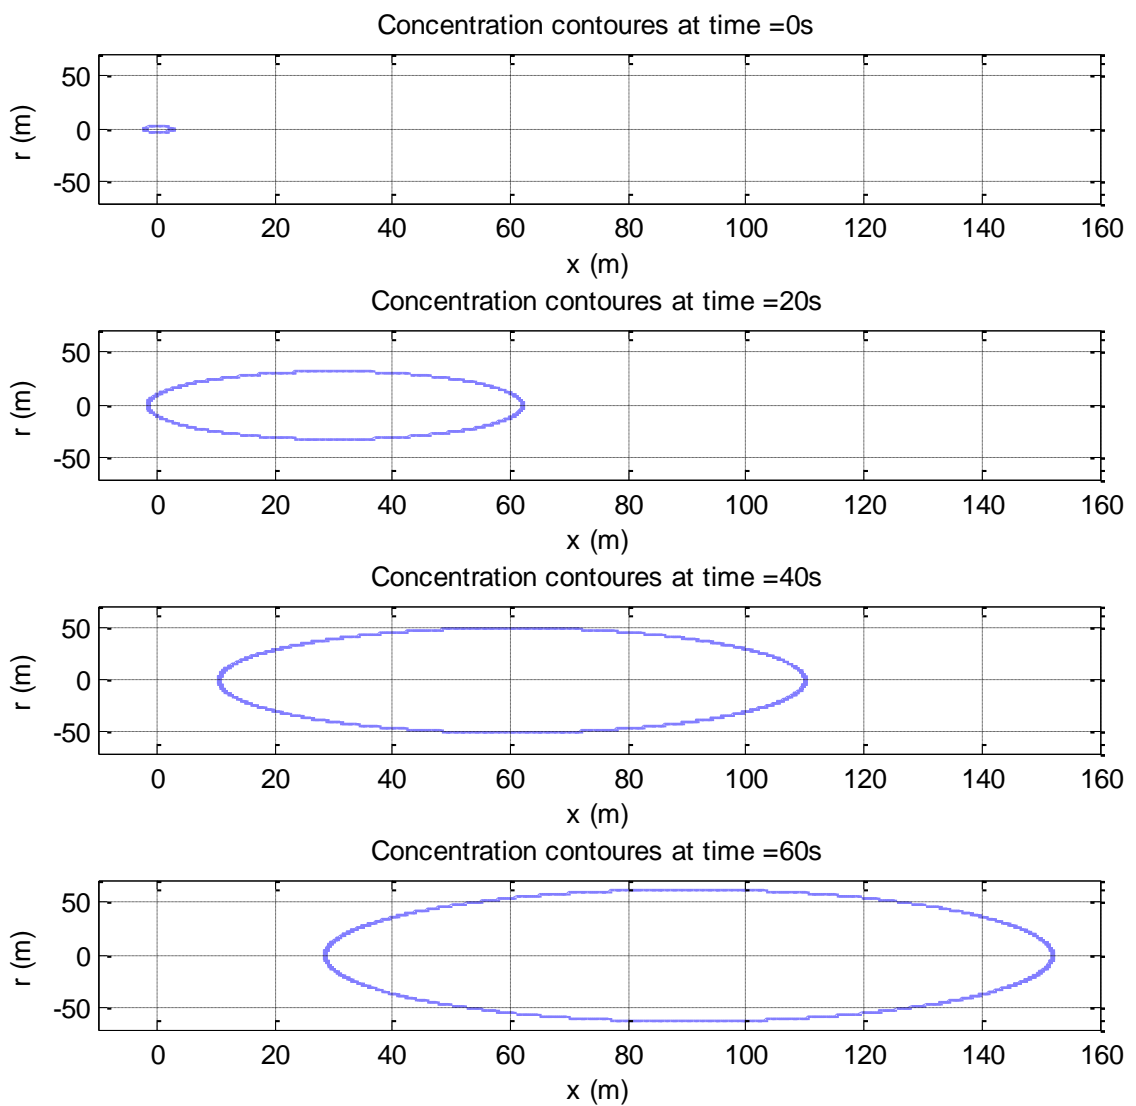 Concentration contoures at time =0s
50
0
-50
r (m)
0 20 40 60 80 100 120 140 160
x (m)
Concentration contoures at time =20s
50
0
-50
r (m)
0 20 40 60 80 100 120 140 160
x (m)
Concentration contoures at time =40s
50
0
-50
r (m)
0 20 40 60 80 100 120 140 160
x (m)
Concentration contoures at time =60s
50
0
-50
r (m)
0 20 40 60 80 100 120 140 160
x (m)